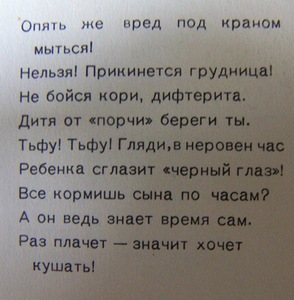 Опять же вред под краном
мыться!
Нельзя! Прикинется грудница!
Не бойся кори, дифтерита.
Дитя от «порчи» береги ты.
Тьфу! Тьфу! Гляди, в неровен час
Ребенка сглазит «черный глаз»!
Все кормишь сына по часам?
А он ведь знает время сам.
Раз плачет — значит хочет
кушать!